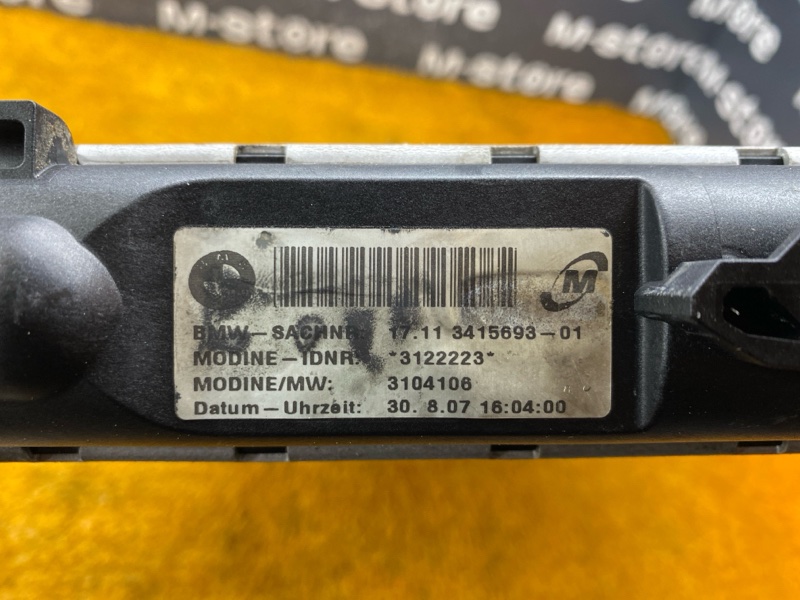 M-store
M-store
M-store
M-store
M-store
M
BMW-SACHNR: 17.11 3415693-01
MODINE-IDNR: *3122223*
MODINE/MW: 3104106
Datum-Uhrzeit: 30. 8.07 16:04:00